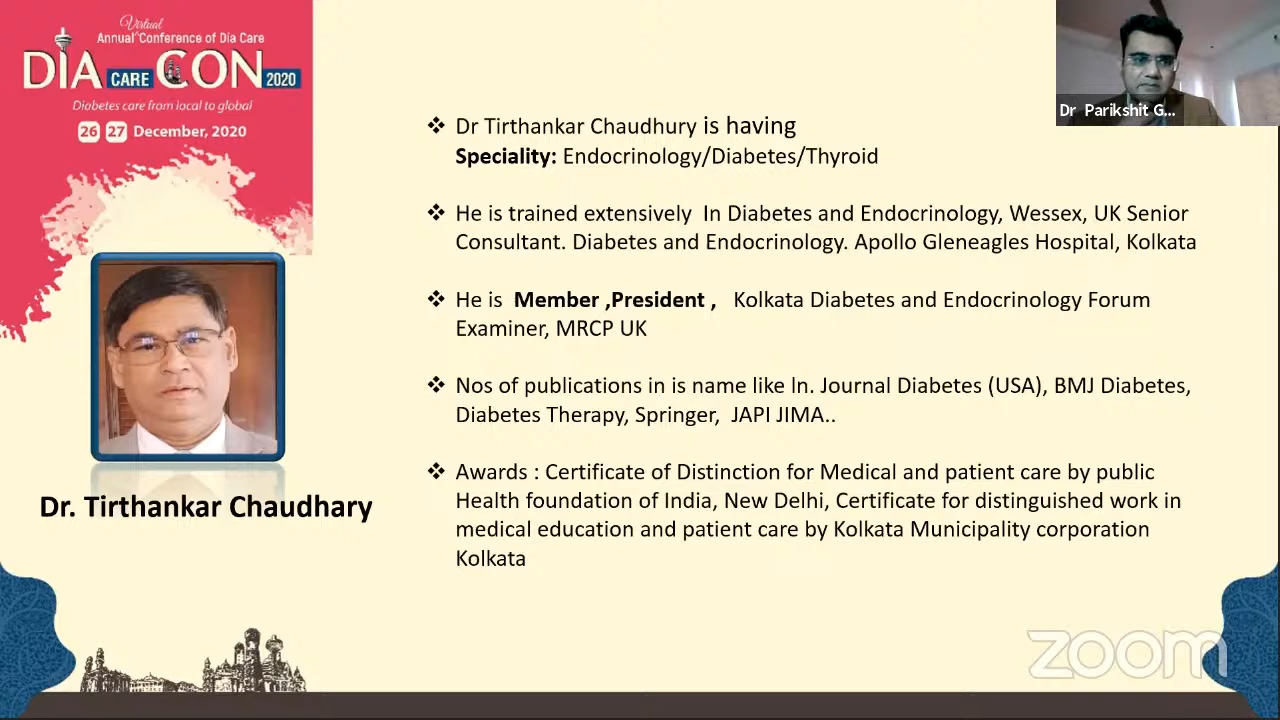 Virtual
Annual Conference of Dia Care
DIA CARE CON 2020
Diabetes care from local to global
26 27 December, 2020
Dr Parikshit G...
❖ Dr Tirthankar Chaudhury is having
Speciality: Endocrinology/Diabetes/Thyroid
❖ He is trained extensively In Diabetes and Endocrinology, Wessex, UK Senior
Consultant. Diabetes and Endocrinology. Apollo Gleneagles Hospital, Kolkata
❖ He is Member ,President , Kolkata Diabetes and Endocrinology Forum
Examiner, MRCP UK
❖ Nos of publications in is name like ln. Journal Diabetes (USA), BMJ Diabetes,
Diabetes Therapy, Springer, JAPI JIMA..
❖ Awards : Certificate of Distinction for Medical and patient care by public
Health foundation of India, New Delhi, Certificate for distinguished work in
medical education and patient care by Kolkata Municipality corporation
Kolkata
Dr. Tirthankar Chaudhary
zoom